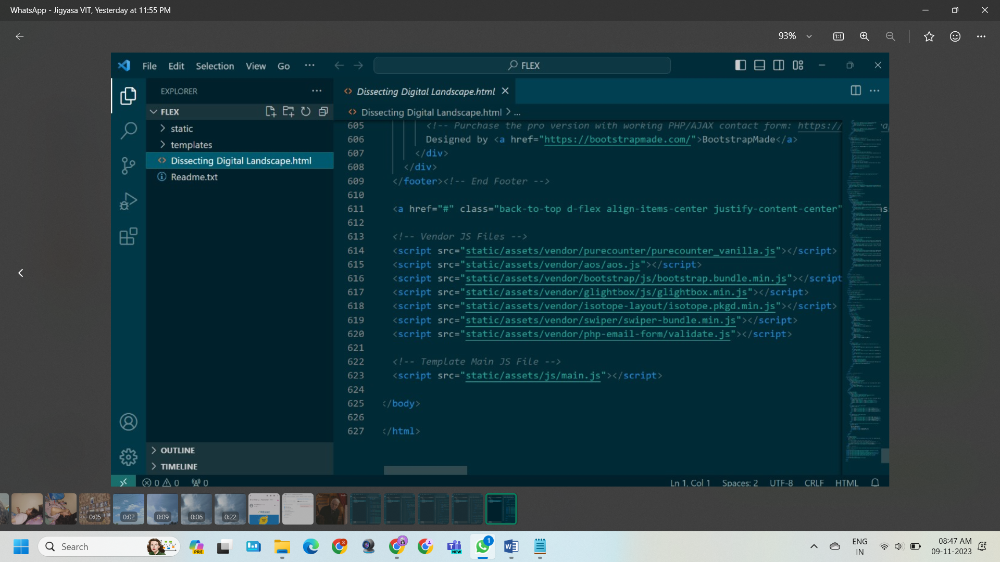 WhatsApp - Jigyasa VIT, Yesterday at 11:55 PM
93%
1:1
File Edit Selection View Go ···
FLEX
EXPLORER
Dissecting Digital Landscape.html
FLEX
Dissecting Digital Landscape.html > ...
static
templates
Dissecting Digital Landscape.html
Readme.txt
605 <!-- Purchase the pro version with working PHP/AJAX contact form: https://
606 Designed by <a href="https://bootstrapmade.com/">BootstrapMade</a>
607 </div>
608 </div>
609 </footer><!-- End Footer -->
610
611 <a href="#" class="back-to-top d-flex align-items-center justify-content-center"
612
613 <!-- Vendor JS Files -->
614 <script src="static/assets/vendor/purecounter/purecounter_vanilla.js"></script>
615 <script src="static/assets/vendor/aos/aos.js"></script>
616 <script src="static/assets/vendor/bootstrap/js/bootstrap.bundle.min.js"></script
617 <script src="static/assets/vendor/glightbox/js/glightbox.min.js"></script>
618 <script src="static/assets/vendor/isotope-layout/isotope.pkgd.min.js"></script>
619 <script src="static/assets/vendor/swiper/swiper-bundle.min.js"></script>
620 <script src="static/assets/vendor/php-email-form/validate.js"></script>
621
622 <!-- Template Main JS File -->
623 <script src="static/assets/js/main.js"></script>
624
625 </body>
626
627 </html>
OUTLINE
TIMELINE
0 0 0
Ln 1, Col 1 Spaces: 2 UTF-8 CRLF HTML
0:05 0:02 0:09 0:06 0:22
Search
PRE
S
NEW
1
ENG
IN
08:47 AM
09-11-2023